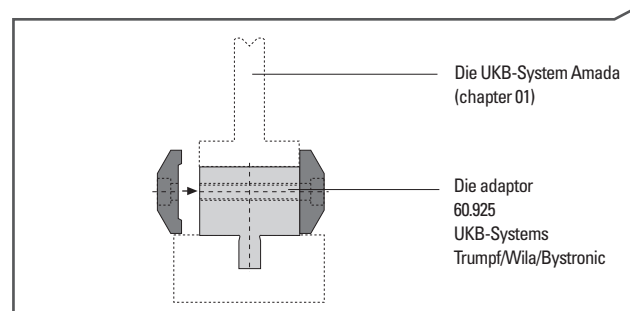 Die UKB-System Amada
(chapter 01)
Die adaptor
60.925
UKB-Systems
Trumpf/Wila/Bystronic